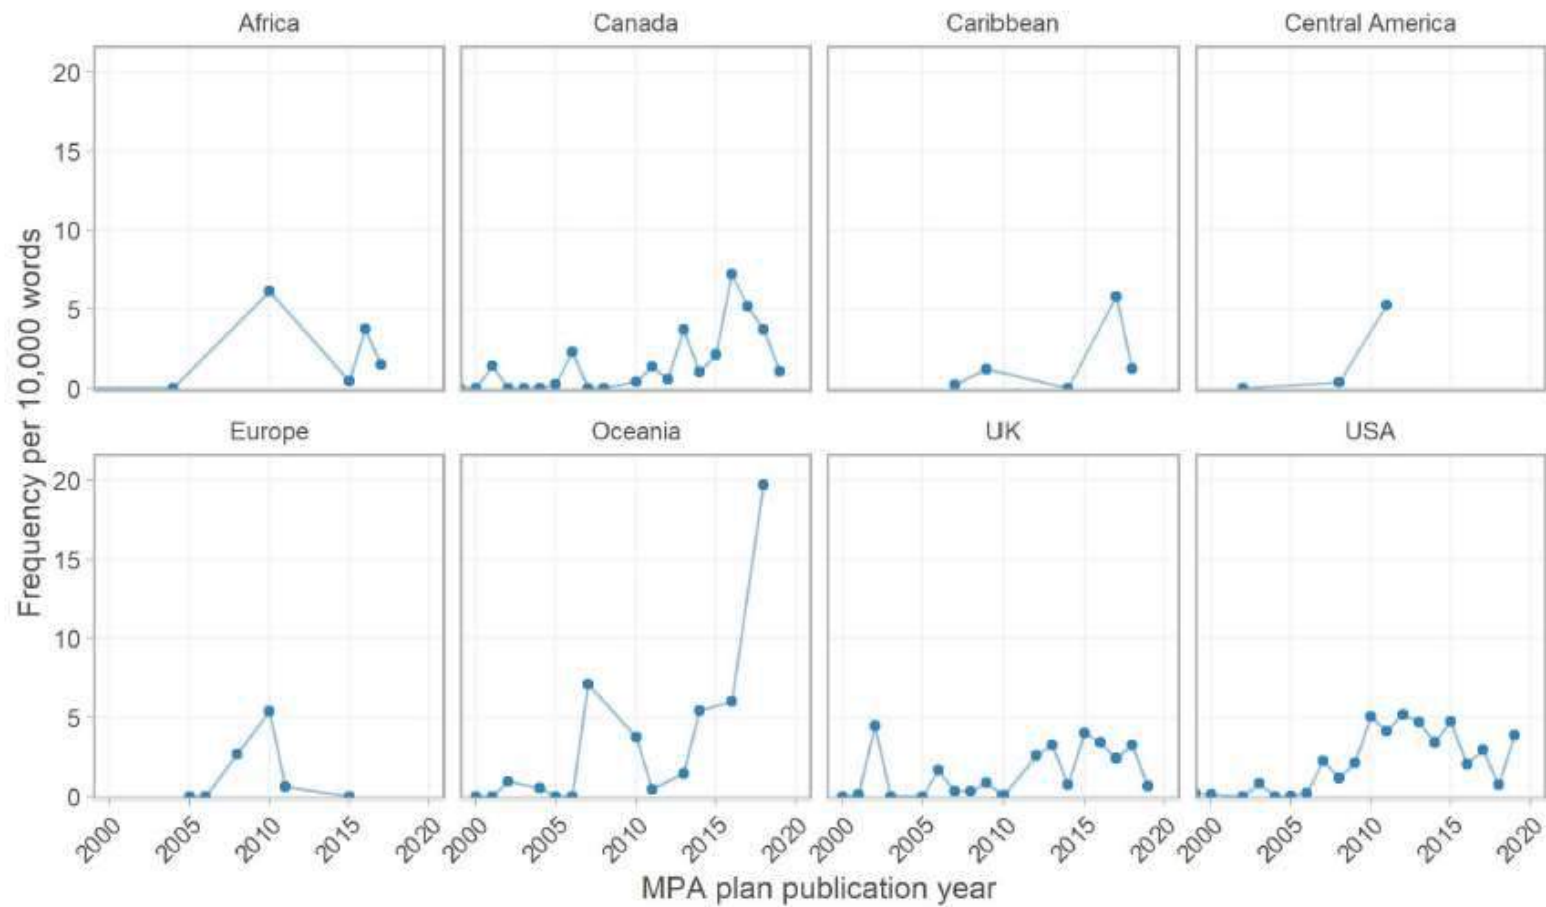 Africa Canada Caribbean Central America
20
15
10
5
0
Europe Oceania UK USA
20
15
10
5
0
Frequency per 10,000 words
2000 2005 2010 2015 2020 2000 2005 2010 2015 2020 2000 2005 2010 2015 2020 2000 2005 2010 2015 2020
MPA plan publication year